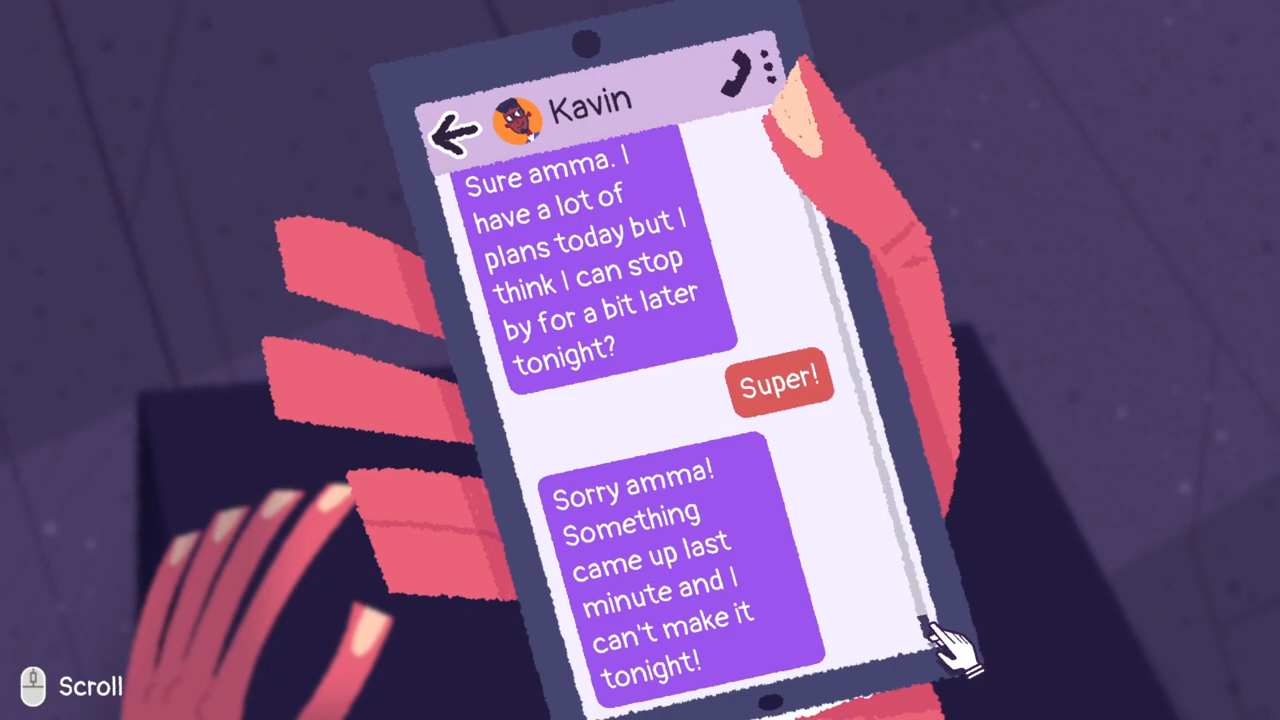 Kavin
Sure amma. I
have a lot of
plans today but I
think I can stop
by for a bit later
tonight?
Super!
Sorry amma!
Something
came up last
minute and I
can't make it
tonight!
Scroll